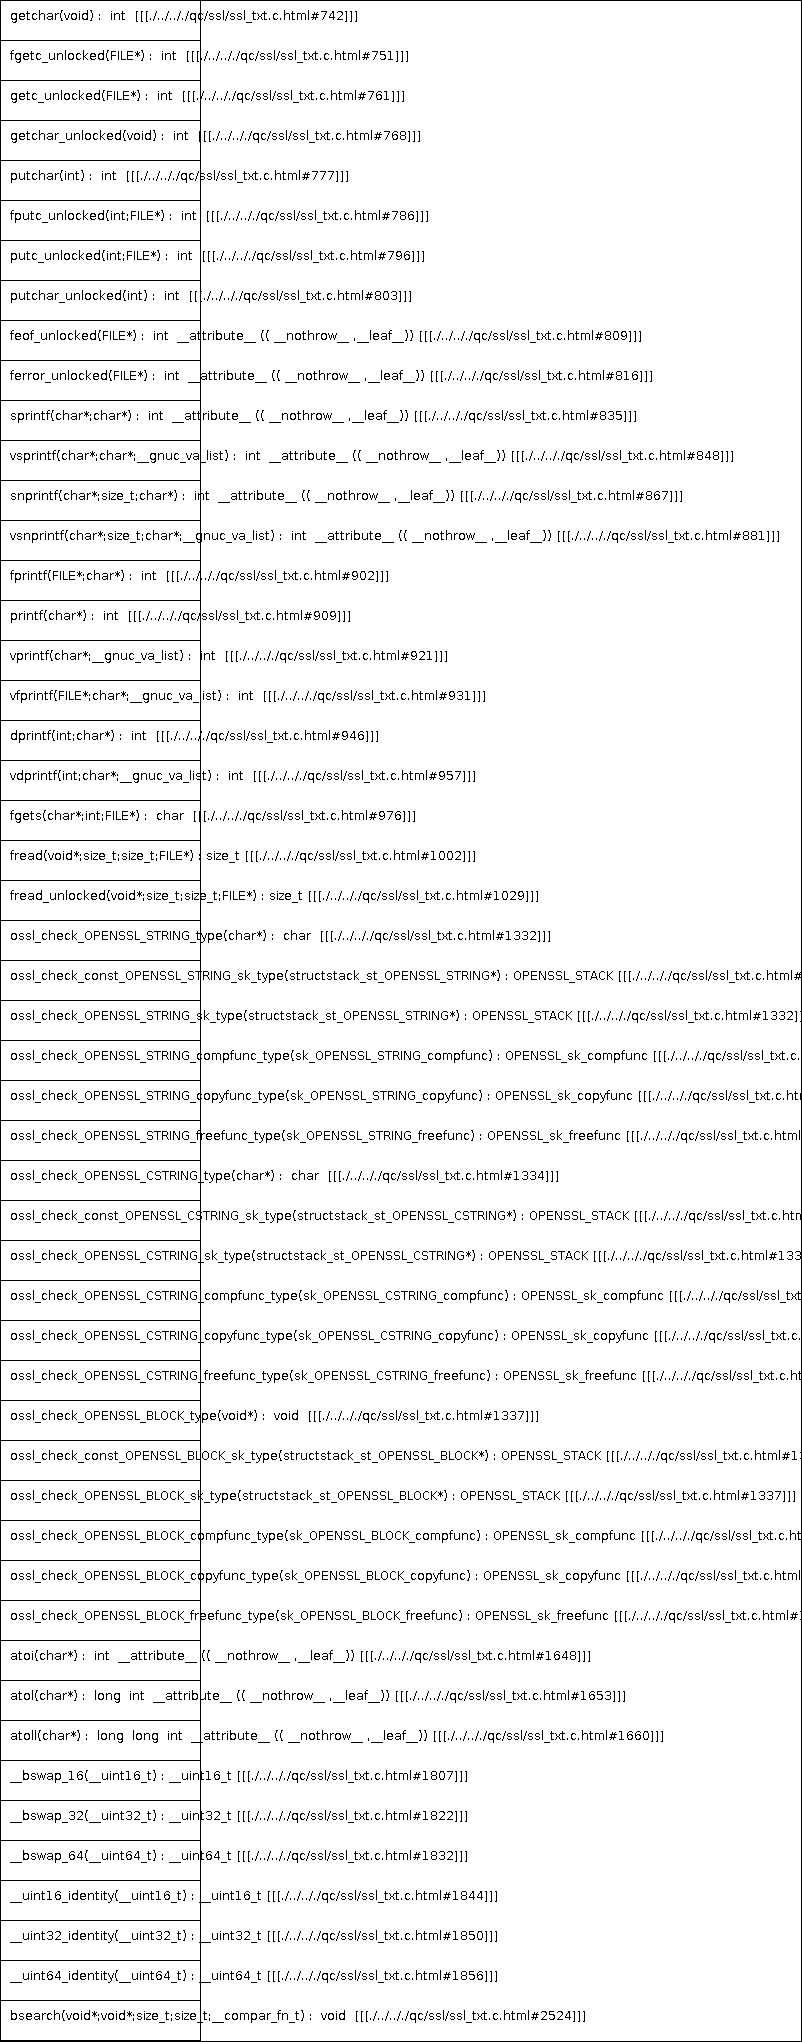 getchar(void) : int [[[./../.././qc/ssl/ssl_txt.c.html#742]]]
fgetc_unlocked(FILE*) : int [[[./../.././qc/ssl/ssl_txt.c.html#751]]]
getc_unlocked(FILE*) : int [[[./../.././qc/ssl/ssl_txt.c.html#761]]]
getchar_unlocked(void) : int [[[./../.././qc/ssl/ssl_txt.c.html#768]]]
putchar(int) : int [[[./../.././qc/ssl/ssl_txt.c.html#777]]]
fputc_unlocked(int;FILE*) : int [[[./../.././qc/ssl/ssl_txt.c.html#786]]]
putc_unlocked(int;FILE*) : int [[[./../.././qc/ssl/ssl_txt.c.html#796]]]
putchar_unlocked(int) : int [[[./../.././qc/ssl/ssl_txt.c.html#803]]]
feof_unlocked(FILE*) : int __attribute__ (( __nothrow__ ,__leaf__)) [[[./../.././qc/ssl/ssl_txt.c.html#809]]]
ferror_unlocked(FILE*) : int __attribute__ (( __nothrow__ ,__leaf__)) [[[./../.././qc/ssl/ssl_txt.c.html#816]]]
sprintf(char*;char*) : int __attribute__ (( __nothrow__ ,__leaf__)) [[[./../.././qc/ssl/ssl_txt.c.html#835]]]
vsprintf(char*;char*;__gnuc_va_list) : int __attribute__ (( __nothrow__ ,__leaf__)) [[[./../.././qc/ssl/ssl_txt.c.html#848]]]
snprintf(char*;size_t;char*) : int __attribute__ (( __nothrow__ ,__leaf__)) [[[./../.././qc/ssl/ssl_txt.c.html#867]]]
vsnprintf(char*;size_t;char*;__gnuc_va_list) : int __attribute__ (( __nothrow__ ,__leaf__)) [[[./../.././qc/ssl/ssl_txt.c.html#881]]]
fprintf(FILE*;char*) : int [[[./../.././qc/ssl/ssl_txt.c.html#902]]]
printf(char*) : int [[[./../.././qc/ssl/ssl_txt.c.html#909]]]
vprintf(char*;__gnuc_va_list) : int [[[./../.././qc/ssl/ssl_txt.c.html#921]]]
vfprintf(FILE*;char*;__gnuc_va_list) : int [[[./../.././qc/ssl/ssl_txt.c.html#931]]]
dprintf(int;char*) : int [[[./../.././qc/ssl/ssl_txt.c.html#946]]]
vdprintf(int;char*;__gnuc_va_list) : int [[[./../.././qc/ssl/ssl_txt.c.html#957]]]
fgets(char*;int;FILE*) : char [[[./../.././qc/ssl/ssl_txt.c.html#976]]]
fread(void*;size_t;size_t;FILE*) : size_t [[[./../.././qc/ssl/ssl_txt.c.html#1002]]]
fread_unlocked(void*;size_t;size_t;FILE*) : size_t [[[./../.././qc/ssl/ssl_txt.c.html#1029]]]
ossl_check_OPENSSL_STRING_type(char*) : char [[[./../.././qc/ssl/ssl_txt.c.html#1332]]]
ossl_check_const_OPENSSL_STRING_sk_type(structstack_st_OPENSSL_STRING*) : OPENSSL_STACK [[[./../.././qc/ssl/ssl_txt.c.html#
ossl_check_OPENSSL_STRING_sk_type(structstack_st_OPENSSL_STRING*) : OPENSSL_STACK [[[./../.././qc/ssl/ssl_txt.c.html#1332]]]
ossl_check_OPENSSL_STRING_compfunc_type(sk_OPENSSL_STRING_compfunc) : OPENSSL_sk_compfunc [[[./../.././qc/ssl/ssl_txt.c.
ossl_check_OPENSSL_STRING_copyfunc_type(sk_OPENSSL_STRING_copyfunc) : OPENSSL_sk_copyfunc [[[./../.././qc/ssl/ssl_txt.c.htm
ossl_check_OPENSSL_STRING_freefunc_type(sk_OPENSSL_STRING_freefunc) : OPENSSL_sk_freefunc [[[./../.././qc/ssl/ssl_txt.c.html
ossl_check_OPENSSL_CSTRING_type(char*) : char [[[./../.././qc/ssl/ssl_txt.c.html#1334]]]
ossl_check_const_OPENSSL_CSTRING_sk_type(structstack_st_OPENSSL_CSTRING*) : OPENSSL_STACK [[[./../.././qc/ssl/ssl_txt.c.htm
ossl_check_OPENSSL_CSTRING_sk_type(structstack_st_OPENSSL_CSTRING*) : OPENSSL_STACK [[[./../.././qc/ssl/ssl_txt.c.html#133
ossl_check_OPENSSL_CSTRING_compfunc_type(sk_OPENSSL_CSTRING_compfunc) : OPENSSL_sk_compfunc [[[./../.././qc/ssl/ssl_txt
ossl_check_OPENSSL_CSTRING_copyfunc_type(sk_OPENSSL_CSTRING_copyfunc) : OPENSSL_sk_copyfunc [[[./../.././qc/ssl/ssl_txt.c.
ossl_check_OPENSSL_CSTRING_freefunc_type(sk_OPENSSL_CSTRING_freefunc) : OPENSSL_sk_freefunc [[[./../.././qc/ssl/ssl_txt.c.ht
ossl_check_OPENSSL_BLOCK_type(void*) : void [[[./../.././qc/ssl/ssl_txt.c.html#1337]]]
ossl_check_const_OPENSSL_BLOCK_sk_type(structstack_st_OPENSSL_BLOCK*) : OPENSSL_STACK [[[./../.././qc/ssl/ssl_txt.c.html#13
ossl_check_OPENSSL_BLOCK_sk_type(structstack_st_OPENSSL_BLOCK*) : OPENSSL_STACK [[[./../.././qc/ssl/ssl_txt.c.html#1337]]]
ossl_check_OPENSSL_BLOCK_compfunc_type(sk_OPENSSL_BLOCK_compfunc) : OPENSSL_sk_compfunc [[[./../.././qc/ssl/ssl_txt.c.ht
ossl_check_OPENSSL_BLOCK_copyfunc_type(sk_OPENSSL_BLOCK_copyfunc) : OPENSSL_sk_copyfunc [[[./../.././qc/ssl/ssl_txt.c.html
ossl_check_OPENSSL_BLOCK_freefunc_type(sk_OPENSSL_BLOCK_freefunc) : OPENSSL_sk_freefunc [[[./../.././qc/ssl/ssl_txt.c.html#1
atoi(char*) : int __attribute__ (( __nothrow__ ,__leaf__)) [[[./../.././qc/ssl/ssl_txt.c.html#1648]]]
atol(char*) : long int __attribute__ (( __nothrow__ ,__leaf__)) [[[./../.././qc/ssl/ssl_txt.c.html#1653]]]
atoll(char*) : long long int __attribute__ (( __nothrow__ ,__leaf__)) [[[./../.././qc/ssl/ssl_txt.c.html#1660]]]
__bswap_16(__uint16_t) : __uint16_t [[[./../.././qc/ssl/ssl_txt.c.html#1807]]]
__bswap_32(__uint32_t) : __uint32_t [[[./../.././qc/ssl/ssl_txt.c.html#1822]]]
__bswap_64(__uint64_t) : __uint64_t [[[./../.././qc/ssl/ssl_txt.c.html#1832]]]
__uint16_identity(__uint16_t) : __uint16_t [[[./../.././qc/ssl/ssl_txt.c.html#1844]]]
__uint32_identity(__uint32_t) : __uint32_t [[[./../.././qc/ssl/ssl_txt.c.html#1850]]]
__uint64_identity(__uint64_t) : __uint64_t [[[./../.././qc/ssl/ssl_txt.c.html#1856]]]
bsearch(void*;void*;size_t;size_t;__compar_fn_t) : void [[[./../.././qc/ssl/ssl_txt.c.html#2524]]]